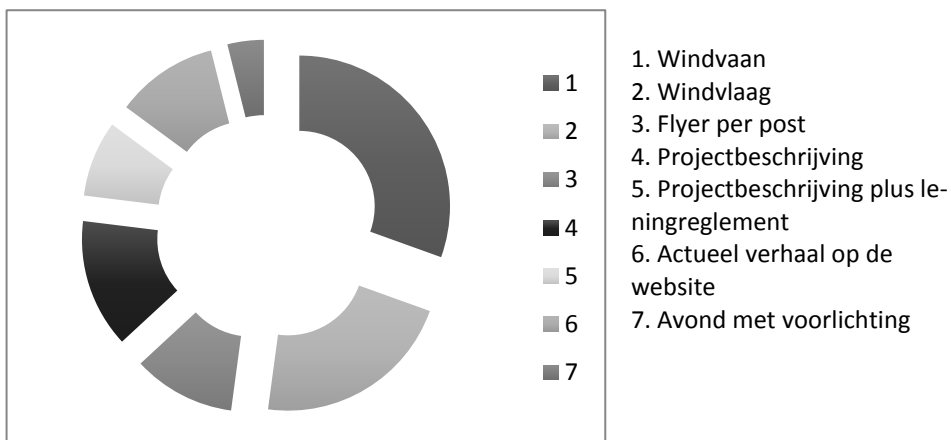 1
2
3
4
5
6
7
1. Windvaan
2. Windvlaag
3. Flyer per post
4. Projectbeschrijving
5. Projectbeschrijving plus le-
ningreglement
6. Actueel verhaal op de
website
7. Avond met voorlichting